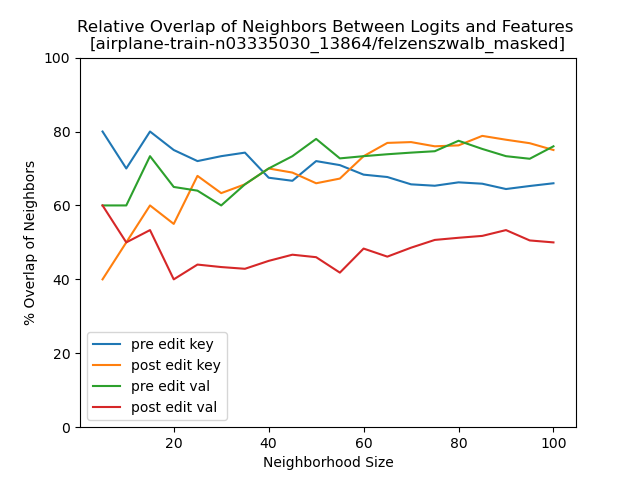 Relative Overlap of Neighbors Between Logits and Features
[airplane-train-n03335030_13864/felzenszwalb_masked]
% Overlap of Neighbors
100
80
60
40
20
0
pre edit key
post edit key
pre edit val
post edit val
20 40 60 80 100
Neighborhood Size